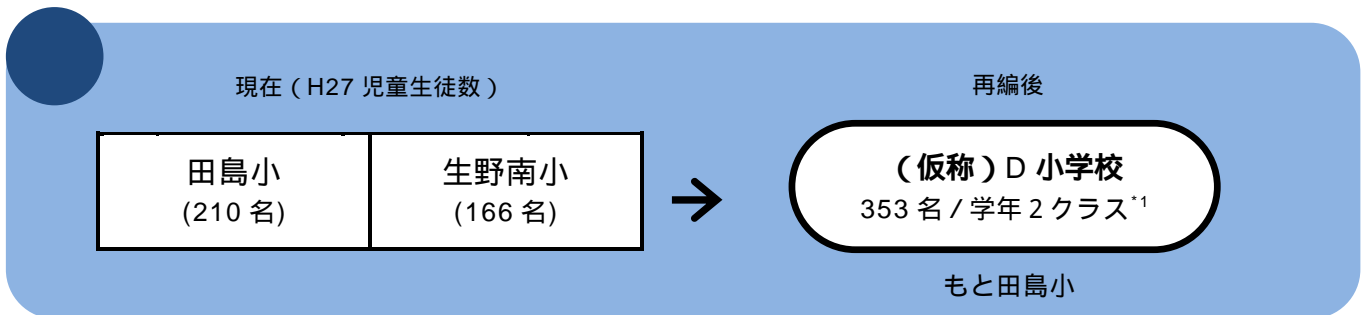 現在（H27 児童生徒数）
再編後
田島小
(210 名)
生野南小
(166 名)
→
（仮称）D 小学校
353 名 / 学年 2 クラス*1
もと田島小